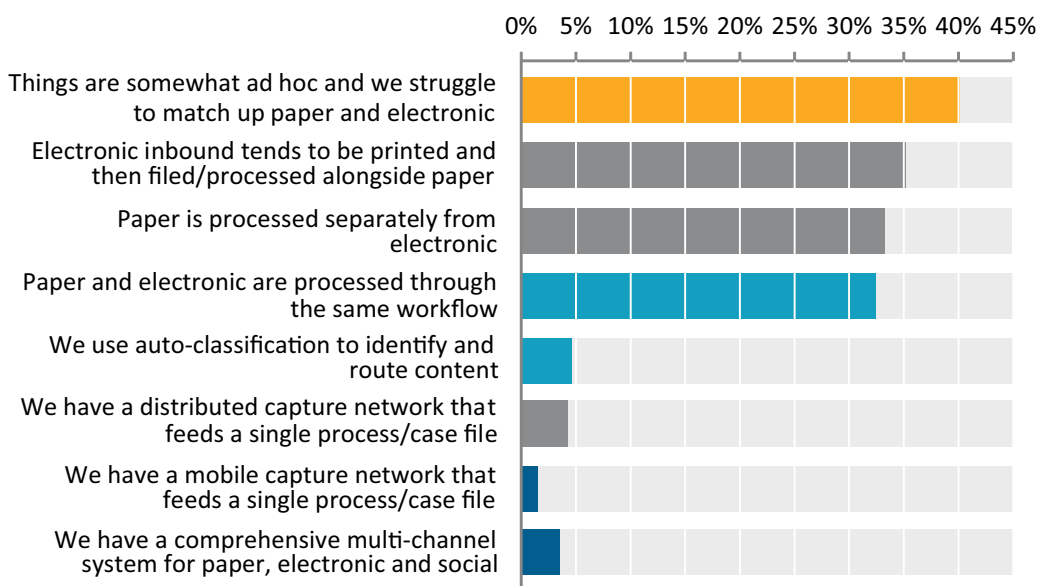 0% 5% 10% 15% 20% 25% 30% 35% 40% 45%
Things are somewhat ad hoc and we struggle
to match up paper and electronic
Electronic inbound tends to be printed and
then filed/processed alongside paper
Paper is processed separately from
electronic
Paper and electronic are processed through
the same workflow
We use auto-classification to identify and
route content
We have a distributed capture network that
feeds a single process/case file
We have a mobile capture network that
feeds a single process/case file
We have a comprehensive multi-channel
system for paper, electronic and social